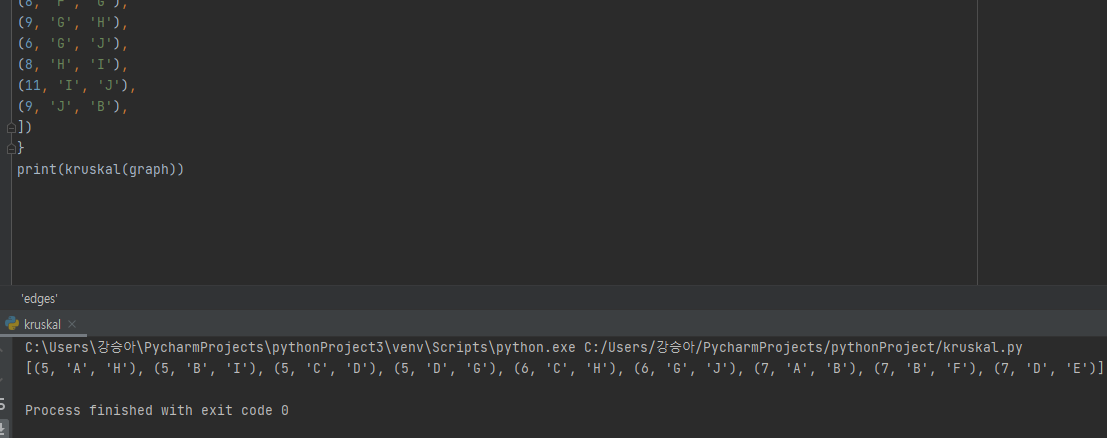 (8, 'F', 'G'),
(9, 'G', 'H'),
(6, 'G', 'J'),
(8, 'H', 'I'),
(11, 'I', 'J'),
(9, 'J', 'B'),
])
}
print(kruskal(graph))
'edges'
kruskal ×
C:\Users\강승아\PycharmProjects\pythonProject3\venv\Scripts\python.exe C:/Users/강승아/PycharmProjects/pythonProject/kruskal.py
[(5, 'A', 'H'), (5, 'B', 'I'), (5, 'C', 'D'), (5, 'D', 'G'), (6, 'C', 'H'), (6, 'G', 'J'), (7, 'A', 'B'), (7, 'B', 'F'), (7, 'D', 'E')]
Process finished with exit code 0